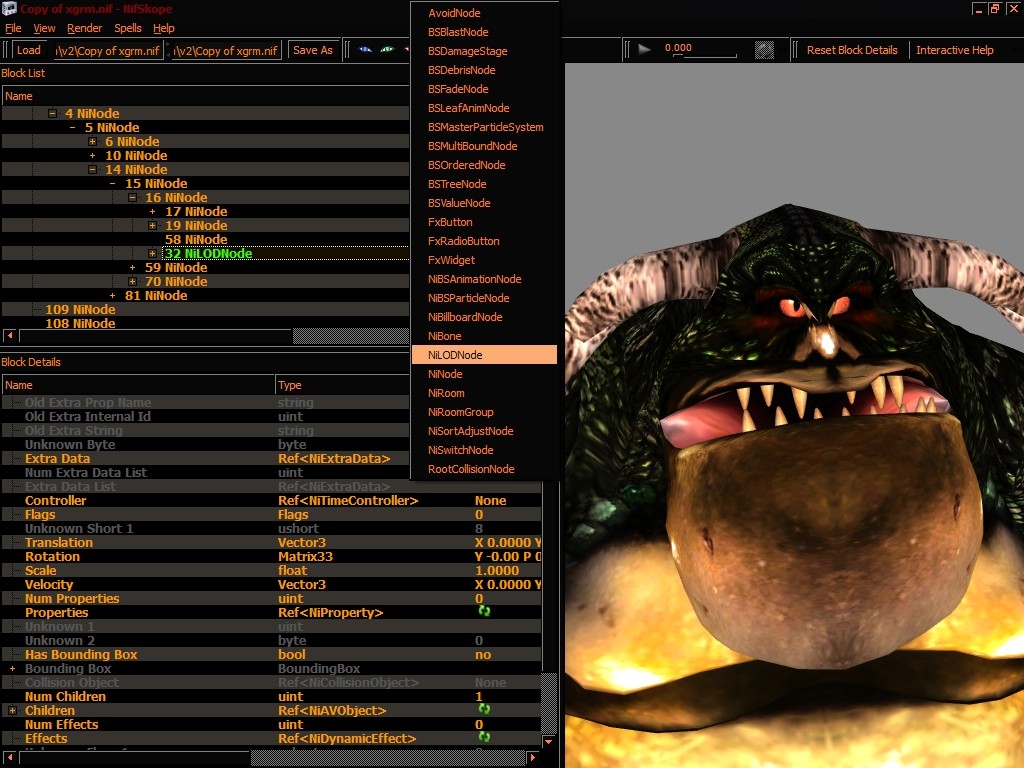 Copy of xgrm.nif - NifSkope
File View Render Spells Help
Load \v2\Copy of xgrm.nif \v2\Copy of xgrm.nif Save As 0.000 Reset Block Details Interactive Help
Block List
Name
4 NiNode
5 NiNode
6 NiNode
10 NiNode
14 NiNode
15 NiNode
16 NiNode
17 NiNode
19 NiNode
58 NiNode
32 NiLODNode
59 NiNode
70 NiNode
81 NiNode
109 NiNode
108 NiNode
AvoidNode
BSBlastNode
BSDamageStage
BSDebrisNode
BSFadeNode
BSLeafAnimNode
BSMasterParticleSystem
BSMultiBoundNode
BSOrderedNode
BSTreeNode
BSValueNode
FxButton
FxRadioButton
FxWidget
NiBSAnimationNode
NiBSParticleNode
NiBillboardNode
NiBone
NiLODNode
NiNode
NiRoom
NiRoomGroup
NiSortAdjustNode
NiSwitchNode
RootCollisionNode
Block Details
Name Type
Old Extra Prop Name string
Old Extra Internal Id uint
Old Extra String string
Unknown Byte byte
Extra Data Ref<NiExtraData>
Num Extra Data List uint
Extra Data List Ref<NiExtraData>
Controller Ref<NiTimeController> None
Flags Flags 0
Unknown Short 1 ushort 8
Translation Vector3 X 0.0000 Y
Rotation Matrix33 Y -0.00 P 0
Scale float 1.0000
Velocity Vector3 X 0.0000 Y
Num Properties uint 0
Properties Ref<NiProperty>
Unknown 1 uint
Unknown 2 byte 0
Has Bounding Box bool no
Bounding Box BoundingBox
Collision Object Ref<NiCollisionObject> None
Num Children uint 1
Children Ref<NiAVObject>
Num Effects uint 0
Effects Ref<NiDynamicEffect>